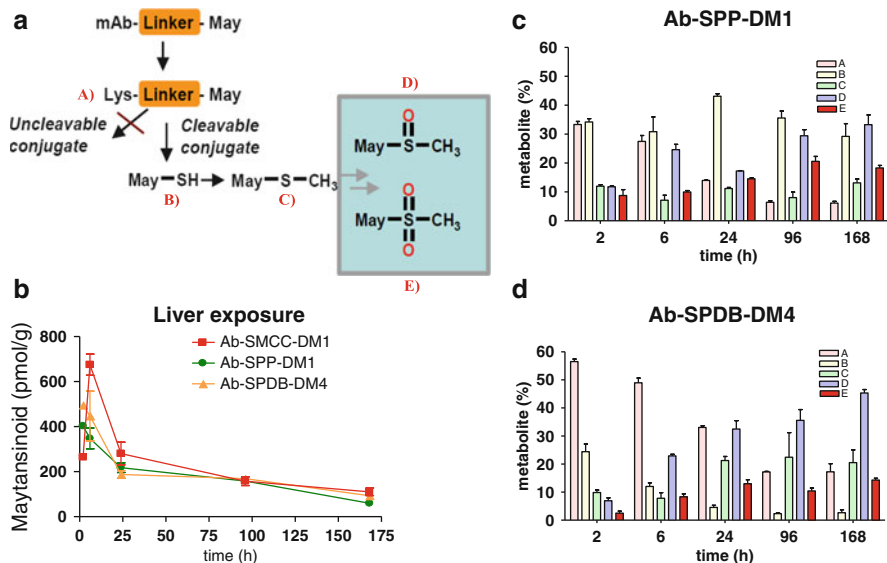 a
mAb- Linker - May
A) Lys- Linker - May
Uncleavable conjugate
Cleavable conjugate
May—SH
B)
May—S—CH3
C)
D)
O
May—S—CH3
O
May—S—CH3
O
E)
b
Liver exposure
Ab-SMCC-DM1
Ab-SPP-DM1
Ab-SPDB-DM4
Maytansinoid (pmol/g)
800
600
400
200
0
0 25 50 75 100 125 150 175
time (h)
c
Ab-SPP-DM1
A
B
C
D
E
metabolite (%)
60
50
40
30
20
10
0
2 6 24 96 168
time (h)
d
Ab-SPDB-DM4
A
B
C
D
E
metabolite (%)
60
50
40
30
20
10
0
2 6 24 96 168
time (h)